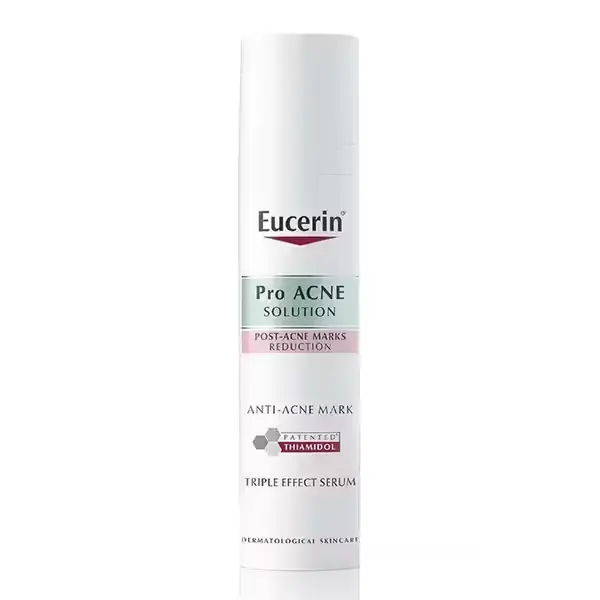 Eucerin®
Pro ACNE
SOLUTION
POST-ACNE MARKS
REDUCTION
ANTI-ACNE MARK
PATENTED
THIAMIDOL
TRIPLE EFFECT SERUM
DERMATOLOGICAL SKINCARE